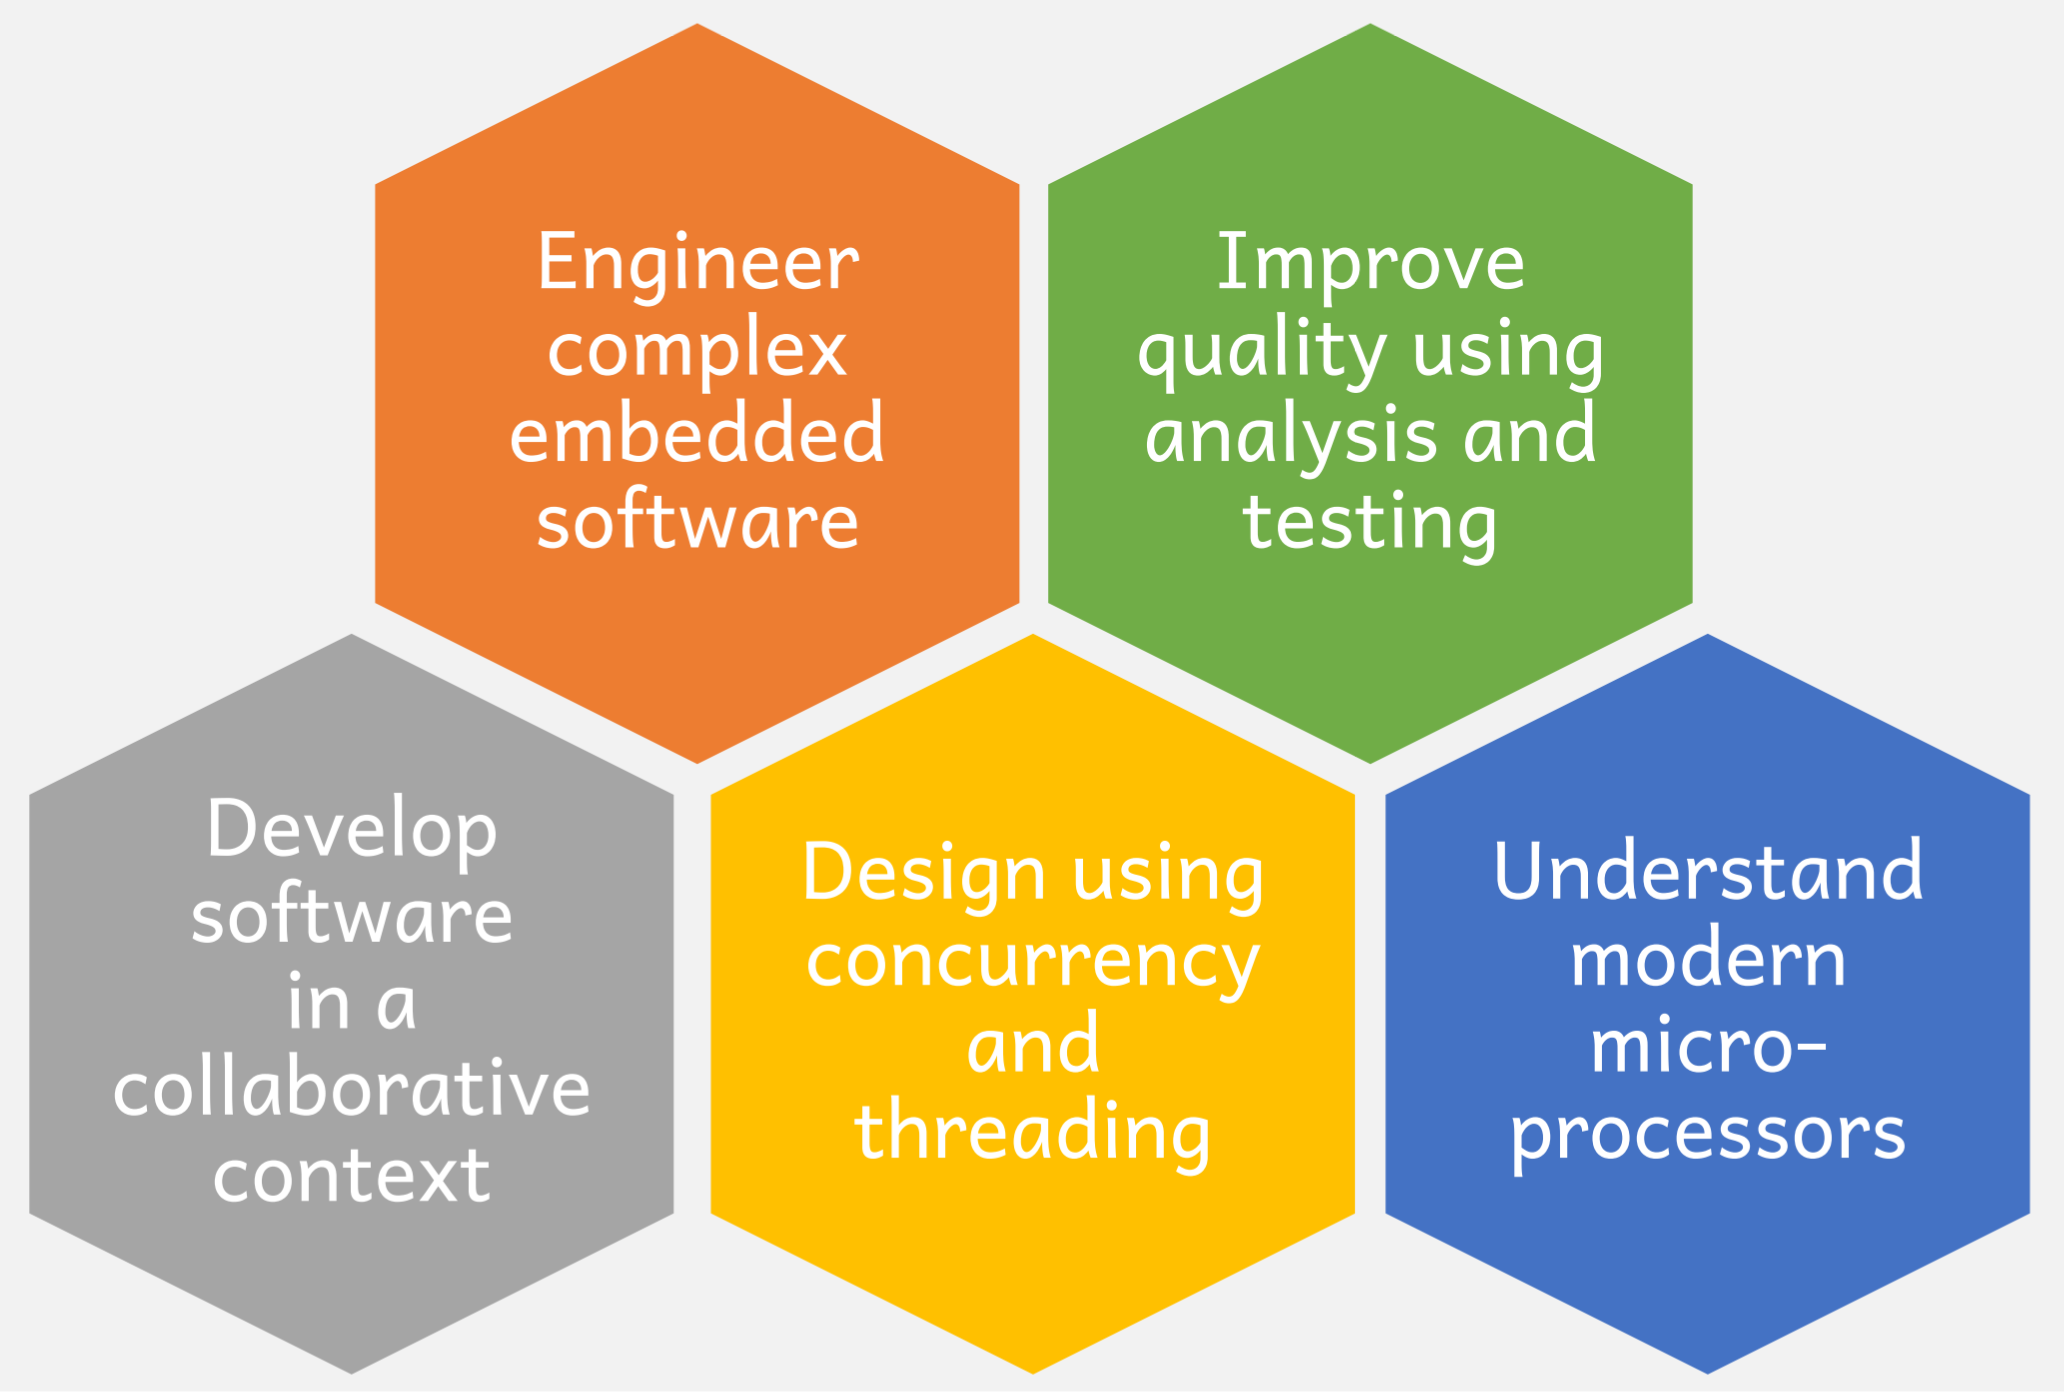 Engineer
complex
embedded
software
Improve
quality using
analysis and
testing
Develop
software
in a
collaborative
context
Design using
concurrency
and
threading
Understand
modern
micro-
processors